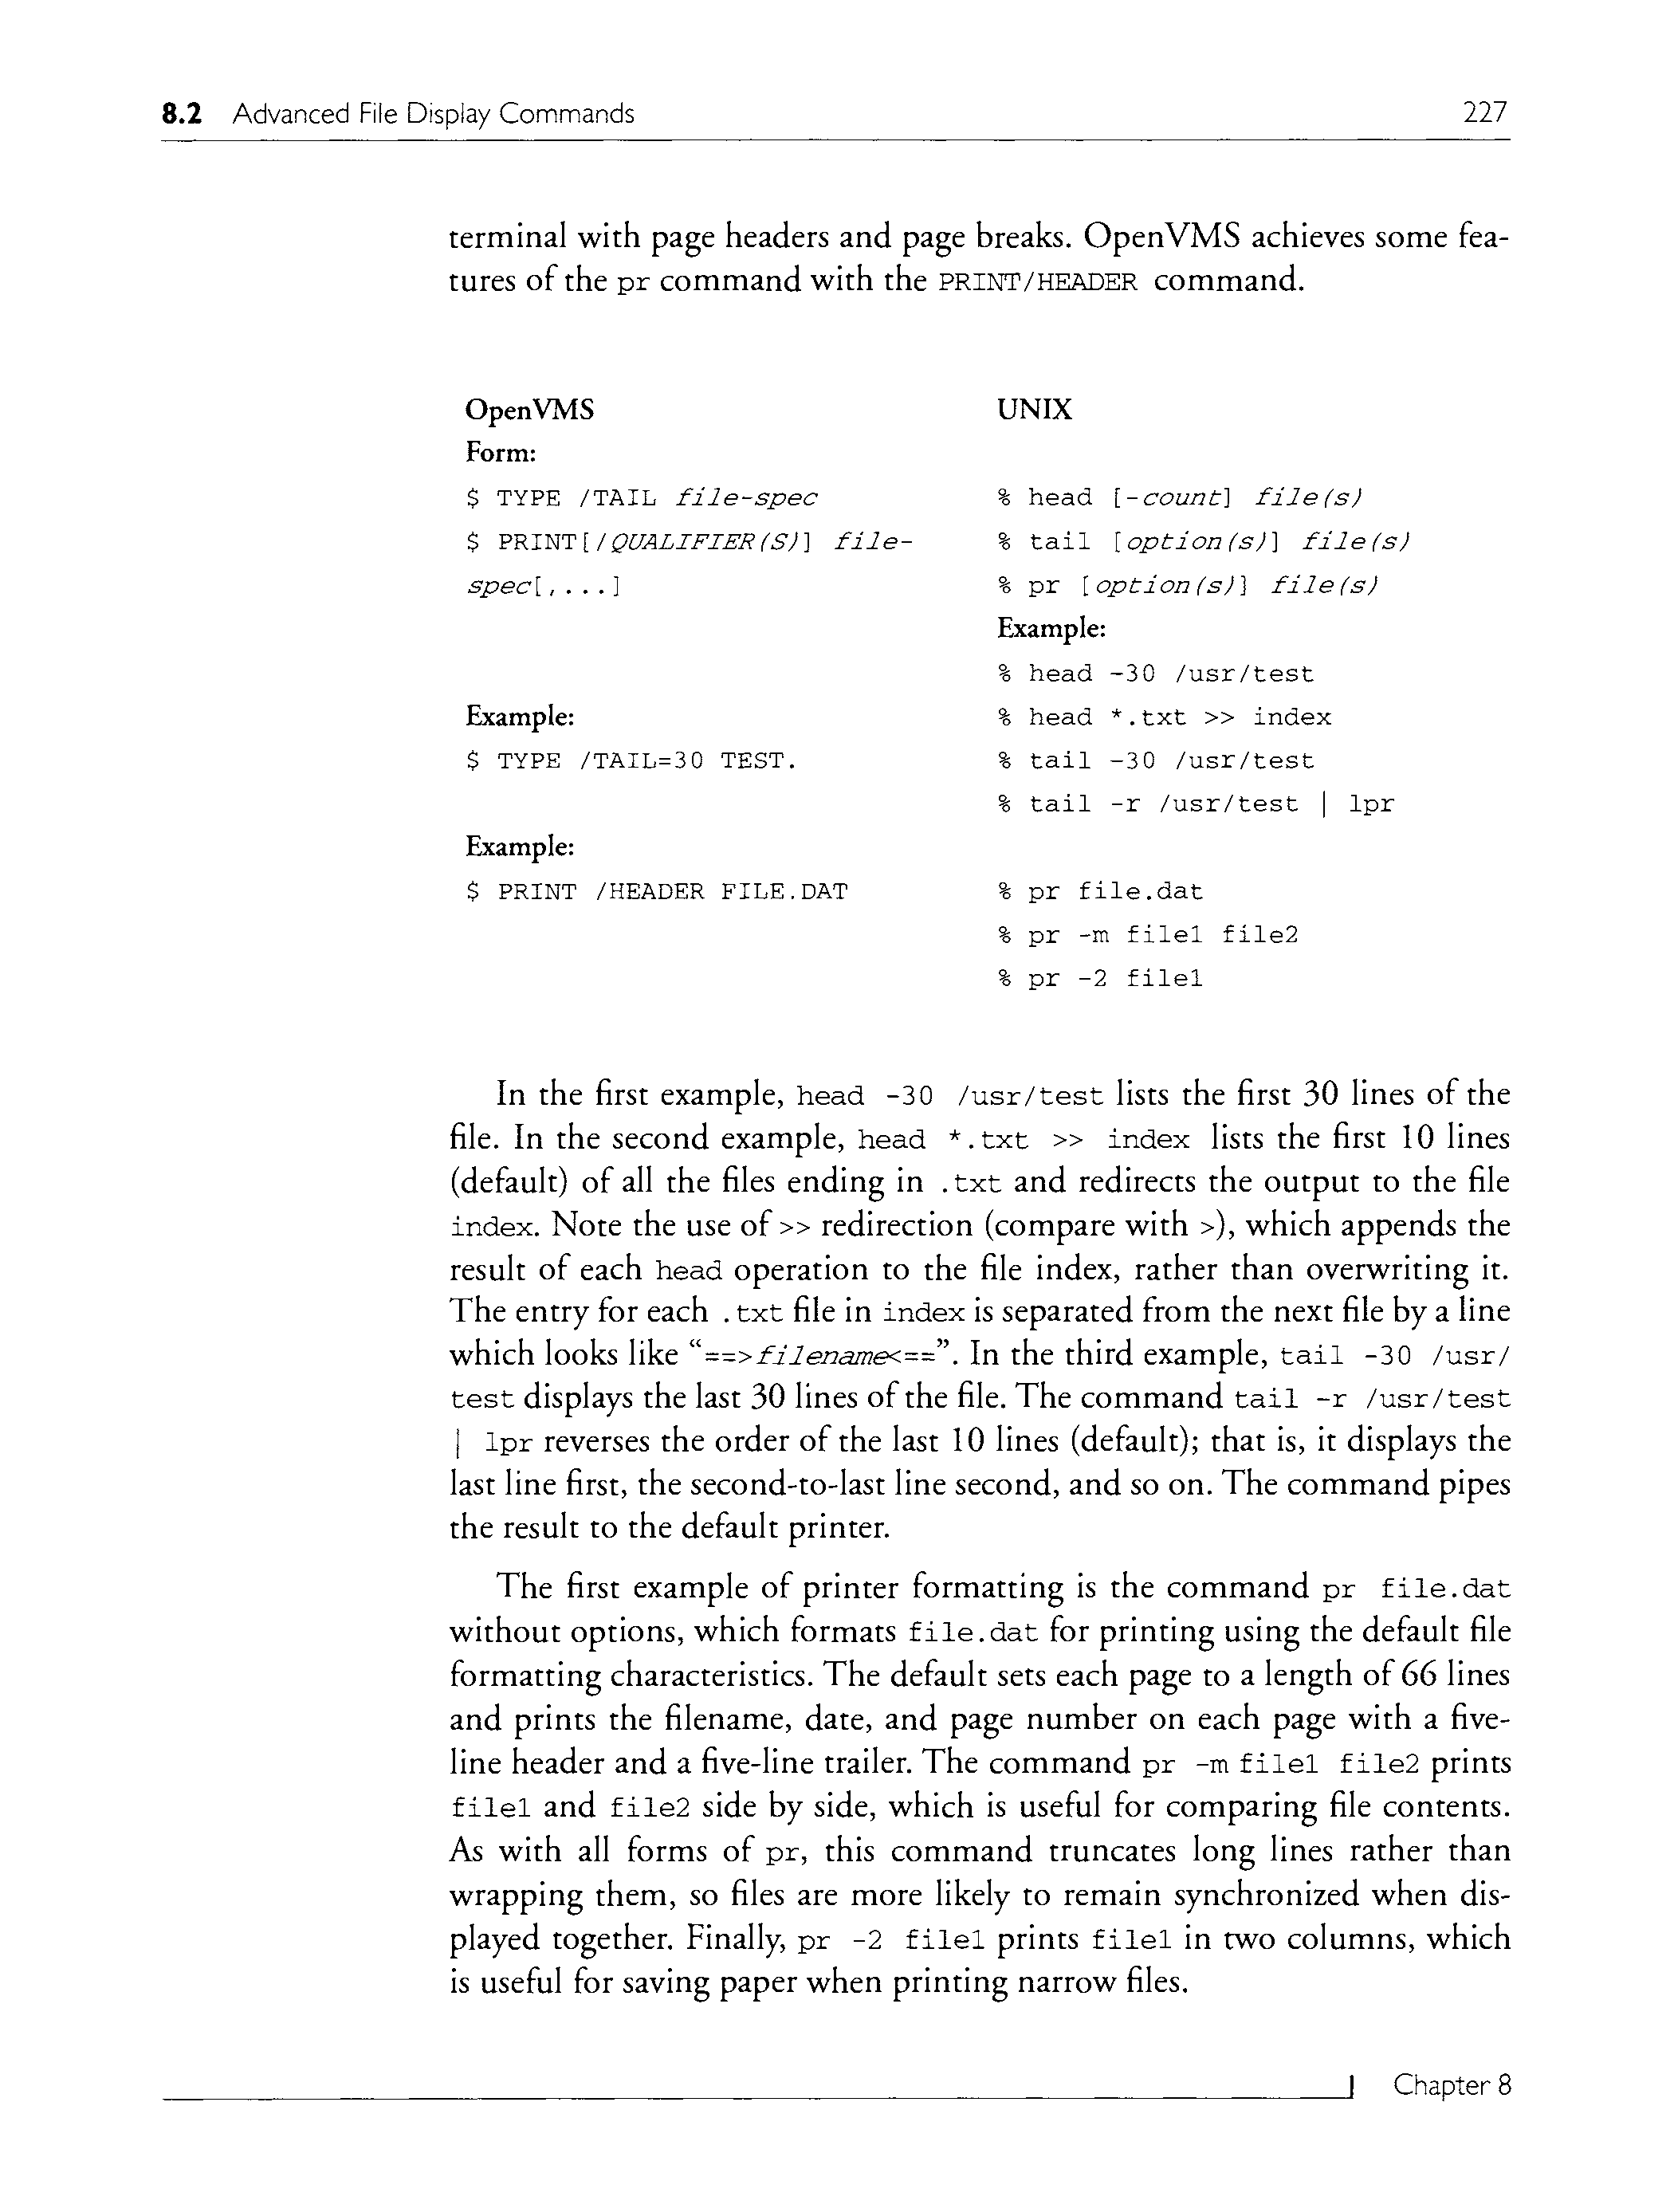 8.2 Advanced File Display Commands 227
terminal with page headers and page breaks. OpenVMS achieves some fea-
tures of the pr command with the PRINT/HEADER command.
OpenVMS UNIX
Form:
$ TYPE /TAIL file-spec % head [-count] file(s)
$ PRINT[/QUALIFIER(S)] file- % tail [option(s)] file(s)
spec[,...] % pr [option(s)] file(s)
Example:
% head -30 /usr/test
Example: % head *.txt >> index
$ TYPE /TAIL=30 TEST. % tail -30 /usr/test
% tail -r /usr/test | lpr
Example:
$ PRINT /HEADER FILE.DAT % pr file.dat
% pr -m file1 file2
% pr -2 file1
In the first example, head -30 /usr/test lists the first 30 lines of the
file. In the second example, head *.txt >> index lists the first 10 lines
(default) of all the files ending in .txt and redirects the output to the file
index. Note the use of >> redirection (compare with >), which appends the
result of each head operation to the file index, rather than overwriting it.
The entry for each .txt file in index is separated from the next file by a line
which looks like “==>filename<==”. In the third example, tail -30 /usr/
test displays the last 30 lines of the file. The command tail -r /usr/test
| lpr reverses the order of the last 10 lines (default); that is, it displays the
last line first, the second-to-last line second, and so on. The command pipes
the result to the default printer.
The first example of printer formatting is the command pr file.dat
without options, which formats file.dat for printing using the default file
formatting characteristics. The default sets each page to a length of 66 lines
and prints the filename, date, and page number on each page with a five-
line header and a five-line trailer. The command pr -m file1 file2 prints
file1 and file2 side by side, which is useful for comparing file contents.
As with all forms of pr, this command truncates long lines rather than
wrapping them, so files are more likely to remain synchronized when dis-
played together. Finally, pr -2 file1 prints file1 in two columns, which
is useful for saving paper when printing narrow files.
Chapter 8